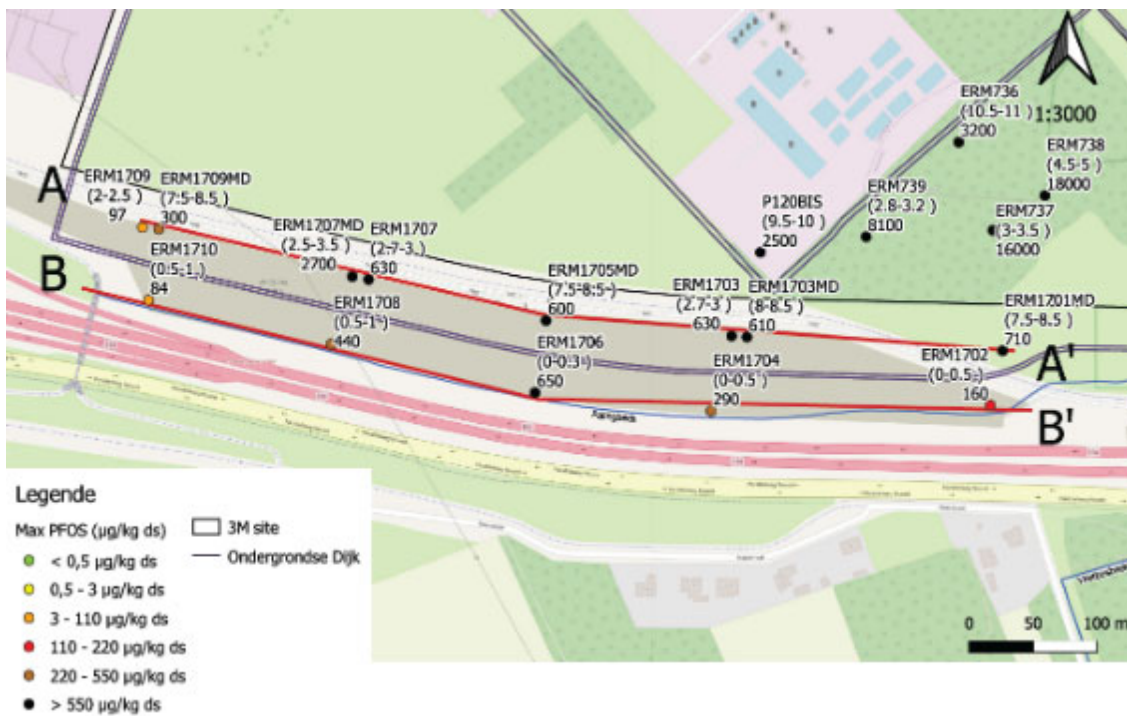 ERM736
(10.5-11 )
3200
1:3000
ERM738
(4.5-5 )
18000
ERM1709
(2-2.5 )
97
ERM1709MD
(7.5-8.5 )
300
ERM739
(2.8-3.2 )
8100
P120BIS
(9.5-10 )
2500
ERM737
(3-3.5 )
16000
A
ERM1707MD
(2.5-3.5 )
2700
ERM1707
(2.7-3 )
630
ERM1710
(0.5-1 )
84
B
ERM1705MD
(7.5-8.5 )
600
ERM1703
(2.7-3 )
630
ERM1703MD
(8-8.5 )
610
ERM1701MD
(7.5-8.5 )
710
ERM1708
(0.5-1 )
440
ERM1706
(0-0.3 )
650
ERM1704
(0-0.5 )
290
ERM1702
(0-0.5 )
160
A'
B'
Legende
Max PFOS (µg/kg ds)
< 0,5 µg/kg ds
0,5 - 3 µg/kg ds
3 - 110 µg/kg ds
110 - 220 µg/kg ds
220 - 550 µg/kg ds
> 550 µg/kg ds
3M site
Ondergrondse Dijk
0 50 100 m